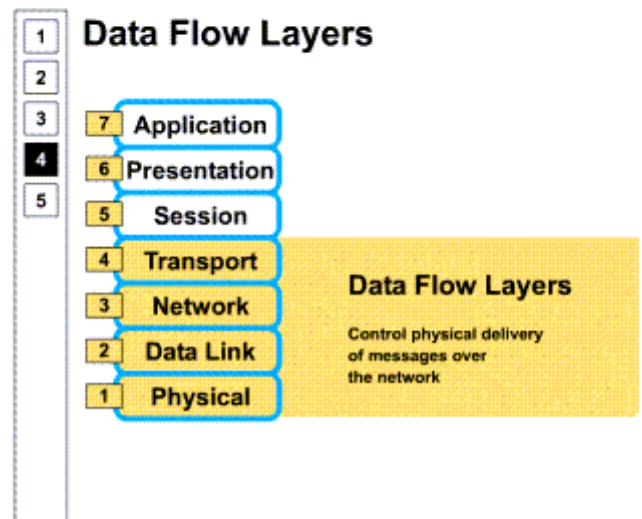 1
2
3
4
5
Data Flow Layers
7 Application
6 Presentation
5 Session
4 Transport
3 Network
2 Data Link
1 Physical
Data Flow Layers
Control physical delivery
of messages over
the network